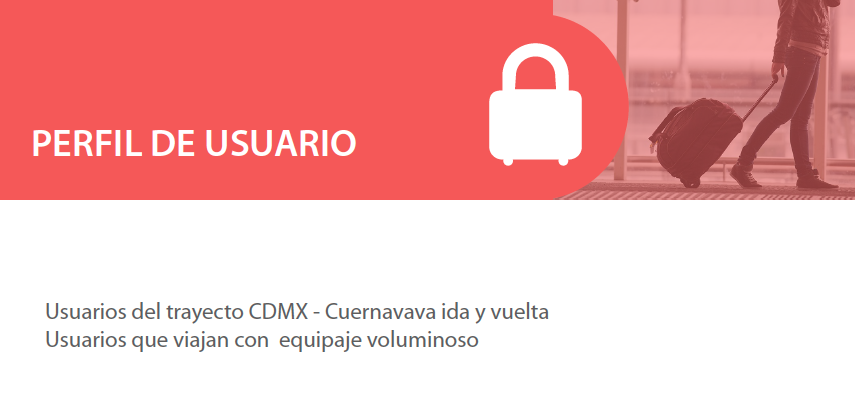 PERFIL DE USUARIO
Usuarios del trayecto CDMX - Cuernavava ida y vuelta
Usuarios que viajan con  equipaje voluminoso